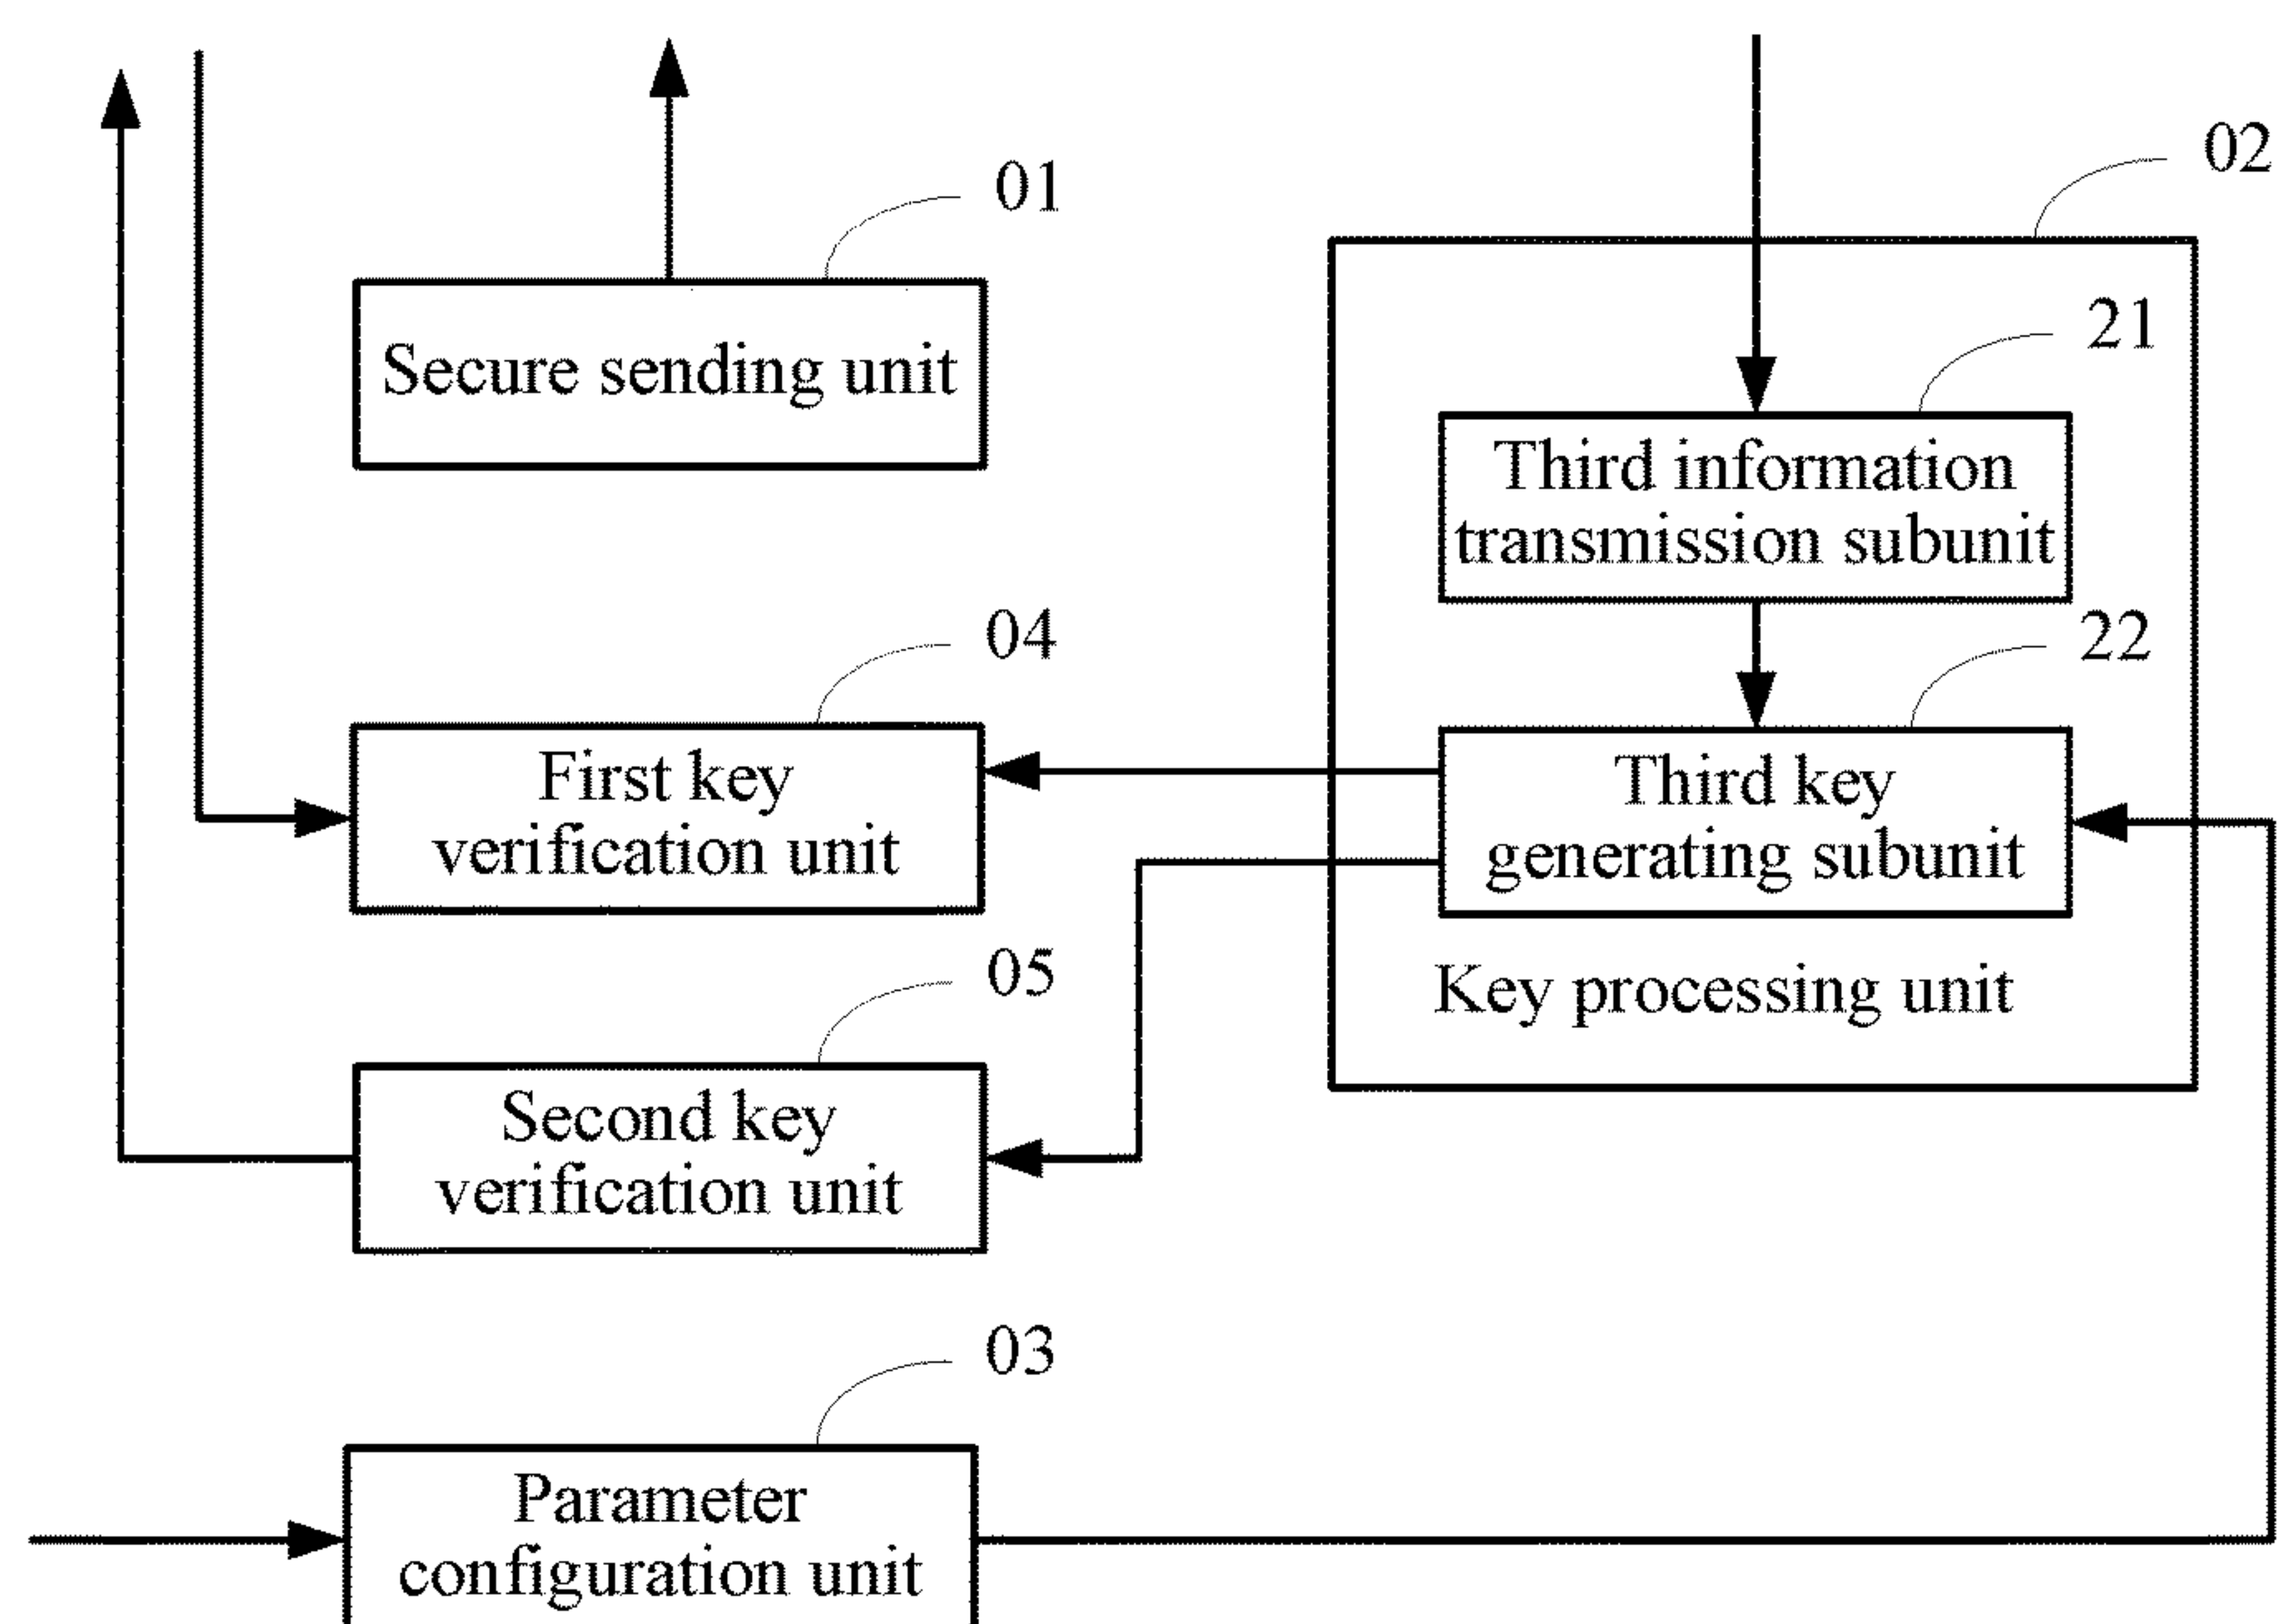 01
02
Secure sending unit
21
Third information
transmission subunit
04
22
First key
verification unit
Third key
generating subunit
05
Key processing unit
Second key
verification unit
03
Parameter
configuration unit